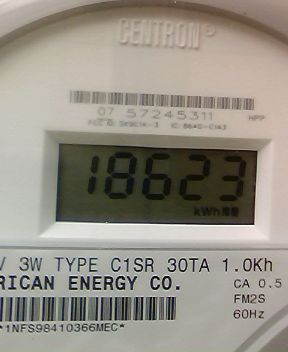 CENTRON®
07 57245311 HPP
18623
kWh
V 3W TYPE C1SR 30TA 1.0Kh
RICAN ENERGY CO. CA 0.5
FM2S
*1NFS98410366MEC* 60Hz